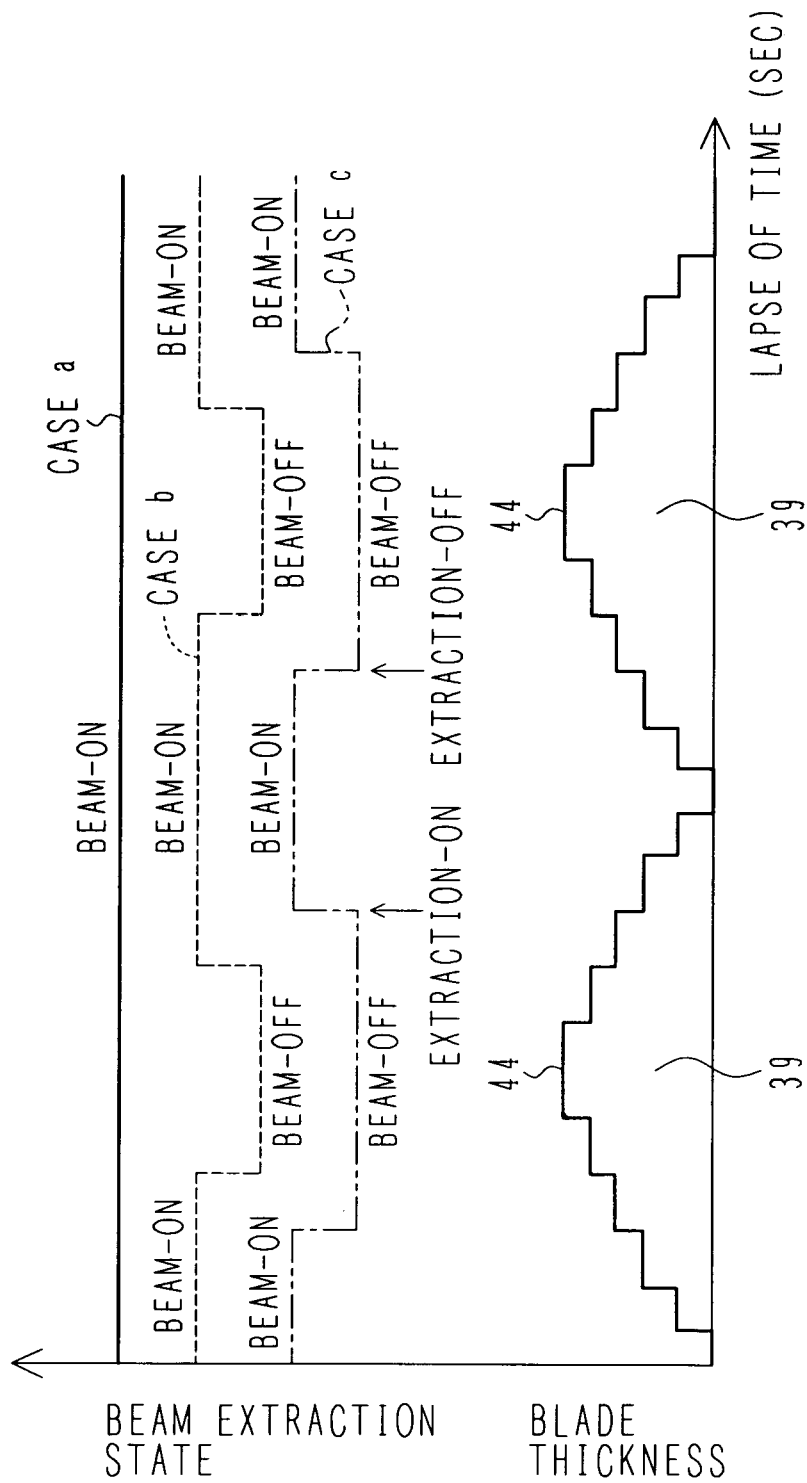 CASE a
BEAM-ON
CASE b
BEAM-ON
BEAM-ON
BEAM-ON
BEAM-OFF
BEAM-OFF
CASE c
BEAM-ON
BEAM-ON
BEAM-ON
BEAM-OFF
BEAM-OFF
EXTRACTION-ON
EXTRACTION-OFF
BEAM EXTRACTION
STATE
44
44
39
39
BLADE
THICKNESS
LAPSE OF TIME (SEC)